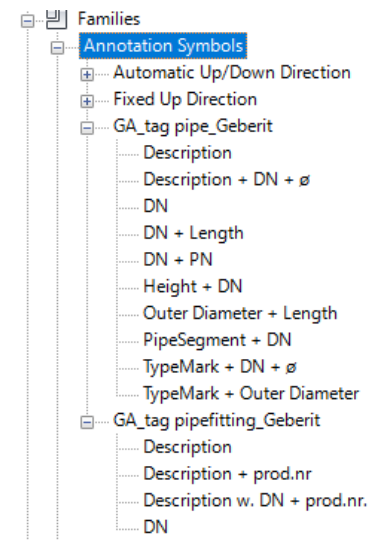 Families
Annotation Symbols
Automatic Up/Down Direction
Fixed Up Direction
GA_tag pipe_Geberit
Description
Description + DN + ø
DN
DN + Length
DN + PN
Height + DN
Outer Diameter + Length
PipeSegment + DN
TypeMark + DN + ø
TypeMark + Outer Diameter
GA_tag pipefitting_Geberit
Description
Description + prod.nr
Description w. DN + prod.nr.
DN